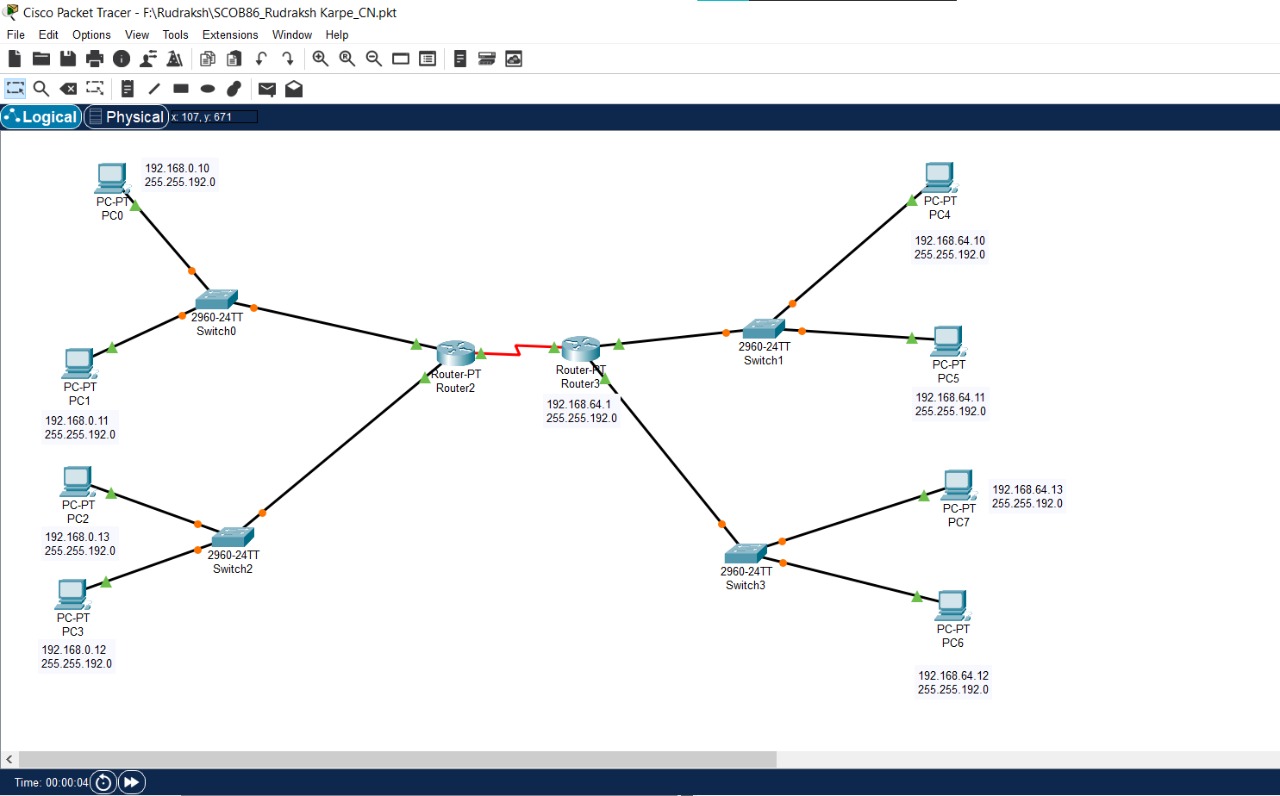 Cisco Packet Tracer - F:\Rudraksh\SCOB86_Rudraksh Karpe_CN.pkt
File Edit Options View Tools Extensions Window Help
Logical Physical x: 107, y: 671
192.168.0.10
255.255.192.0
PC-PT
PC0
2960-24TT
Switch0
PC-PT
PC1
192.168.0.11
255.255.192.0
PC-PT
PC2
192.168.0.13
255.255.192.0
2960-24TT
Switch2
PC-PT
PC3
192.168.0.12
255.255.192.0
Router-PT
Router2
Router-PT
Router3
192.168.64.1
255.255.192.0
2960-24TT
Switch1
PC-PT
PC4
192.168.64.10
255.255.192.0
PC-PT
PC5
192.168.64.11
255.255.192.0
PC-PT
PC7
192.168.64.13
255.255.192.0
2960-24TT
Switch3
PC-PT
PC6
192.168.64.12
255.255.192.0
Time: 00:00:04